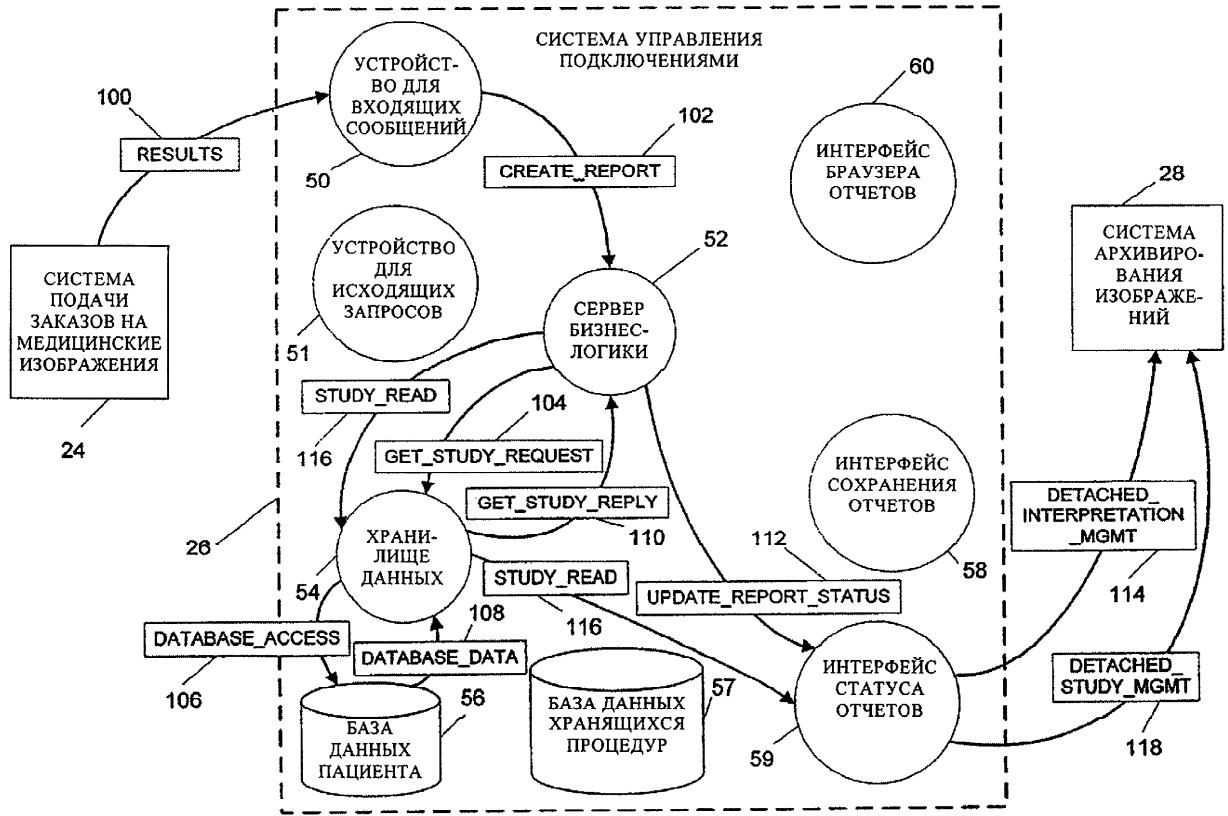 СИСТЕМА УПРАВЛЕНИЯ
ПОДКЛЮЧЕНИЯМИ
УСТРОЙСТ-
ВО ДЛЯ
ВХОДЯЩИХ
СООБЩЕНИЙ
50
100
RESULTS
102
CREATE_REPORT
60
ИНТЕРФЕЙС
БРАУЗЕРА
ОТЧЕТОВ
28
СИСТЕМА
АРХИВИРО-
ВАНИЯ
ИЗОБРАЖЕ-
НИЙ
СИСТЕМА
ПОДАЧИ
ЗАКАЗОВ НА
МЕДИЦИНСКИЕ
ИЗОБРАЖЕНИЯ
24
УСТРОЙСТВО
ДЛЯ
ИСХОДЯЩИХ
ЗАПРОСОВ
51
52
СЕРВЕР
БИЗНЕС-
ЛОГИКИ
STUDY_READ
116
104
GET_STUDY_REQUEST
GET_STUDY_REPLY
110
ИНТЕРФЕЙС
СОХРАНЕНИЯ
ОТЧЕТОВ
58
DETACHED_
INTERPRETATION
_MGMT
114
26
ХРАНИ-
ЛИЩЕ
ДАННЫХ
54
STUDY_READ
116
112
UPDATE_REPORT_STATUS
DATABASE_ACCESS
106
108
DATABASE_DATA
56
БАЗА
ДАННЫХ
ПАЦИЕНТА
57
БАЗА ДАННЫХ
ХРАНЯЩИХСЯ
ПРОЦЕДУР
ИНТЕРФЕЙС
СТАТУСА
ОТЧЕТОВ
59
DETACHED_
STUDY_MGMT
118